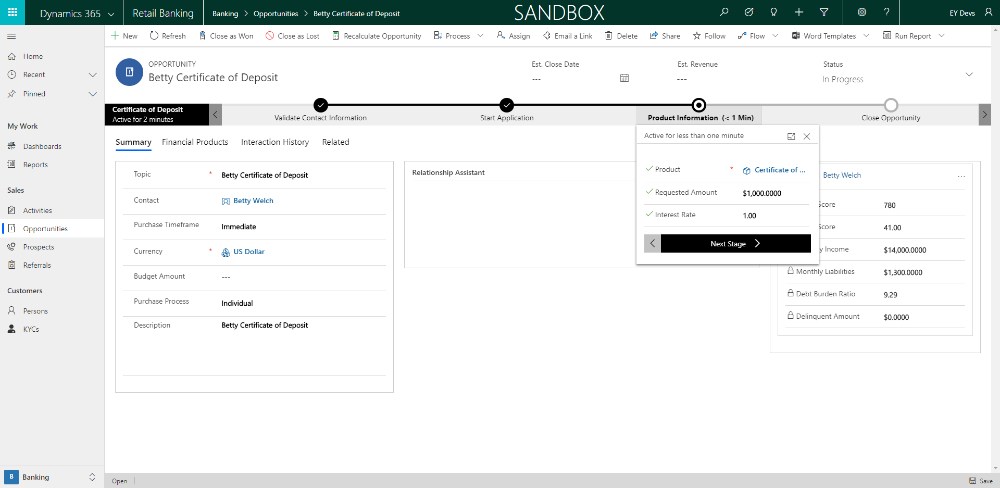 Dynamics 365
Retail Banking
Banking > Opportunities > Betty Certificate of Deposit
SANDBOX
?
EY Devs
New
Refresh
Close as Won
Close as Lost
Recalculate Opportunity
Process
Assign
Email a Link
Delete
Share
Follow
Flow
Word Templates
Run Report
Home
Recent
Pinned
My Work
Dashboards
Reports
Sales
Activities
Opportunities
Prospects
Referrals
Customers
Persons
KYCs
B Banking
OPPORTUNITY
Betty Certificate of Deposit
Est. Close Date
---
Est. Revenue
---
Status
In Progress
Certificate of Deposit
Active for 2 minutes
Validate Contact Information
Start Application
Product Information (< 1 Min)
Close Opportunity
Summary
Financial Products
Interaction History
Related
Topic * Betty Certificate of Deposit
Contact Betty Welch
Purchase Timeframe Immediate
Currency * US Dollar
Budget Amount ---
Purchase Process Individual
Description Betty Certificate of Deposit
Relationship Assistant
Active for less than one minute
Product * Certificate of ...
Requested Amount $1,000.0000
Interest Rate 1.00
Next Stage
Betty Welch ...
Score 780
Score 41.00
y Income $14,000.0000
Monthly Liabilities $1,300.0000
Debt Burden Ratio 9.29
Delinquent Amount $0.0000
Open
Save